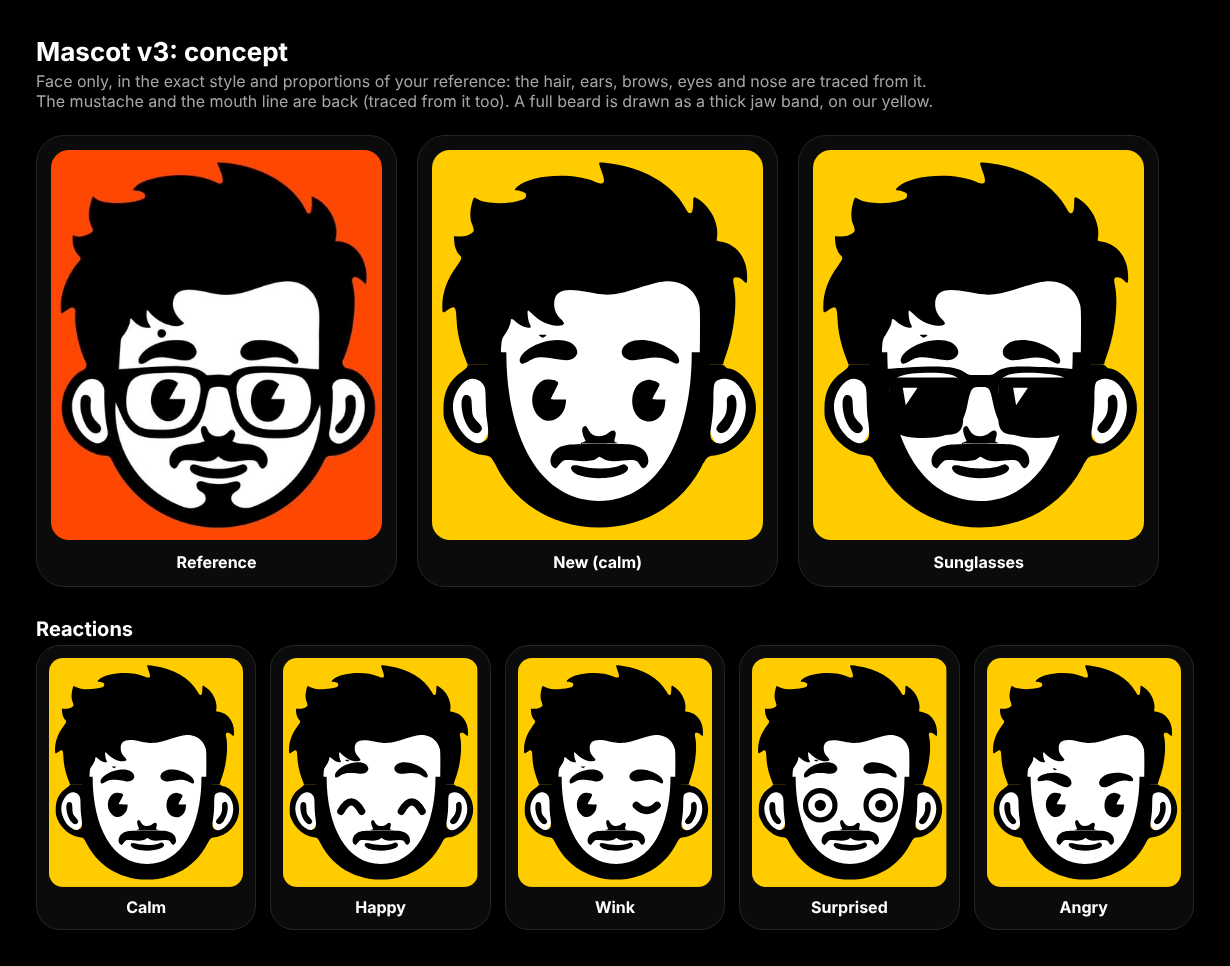 Mascot v3: concept
Face only, in the exact style and proportions of your reference: the hair, ears, brows, eyes and nose are traced from it.
The mustache and the mouth line are back (traced from it too). A full beard is drawn as a thick jaw band, on our yellow.
Reference
New (calm)
Sunglasses
Reactions
Calm
Happy
Wink
Surprised
Angry